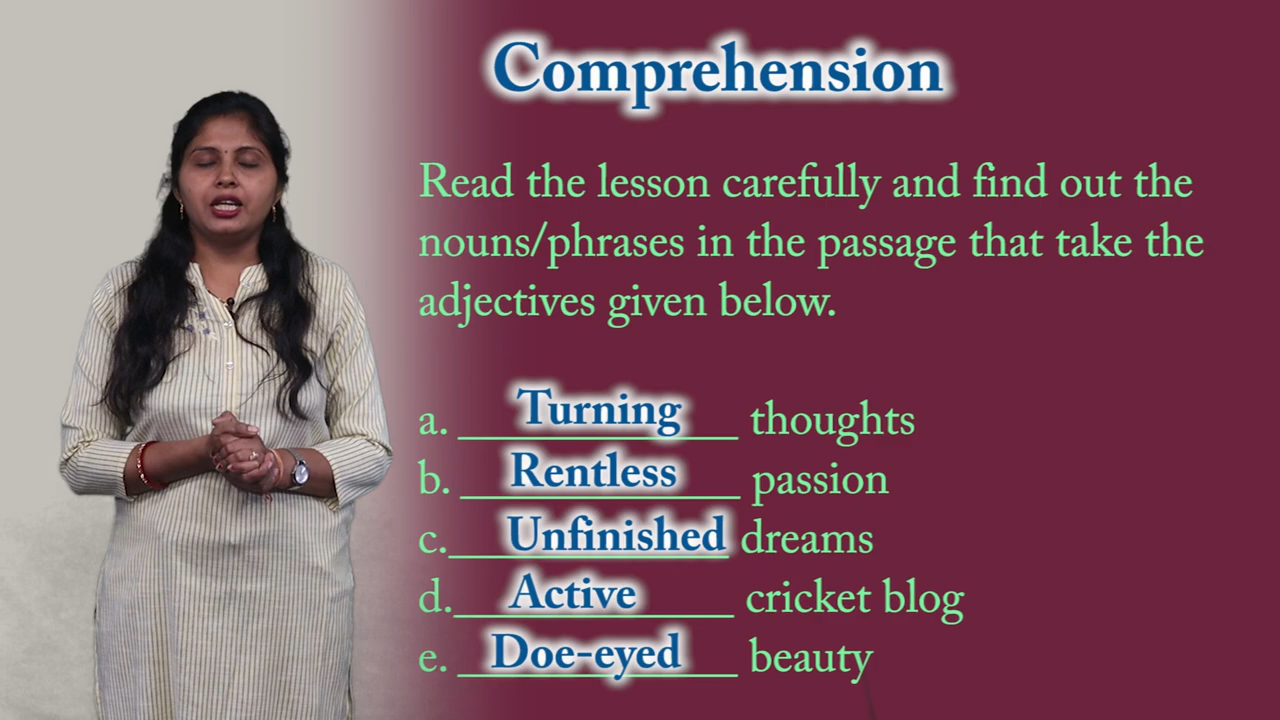 Comprehension
Read the lesson carefully and find out the
nouns/phrases in the passage that take the
adjectives given below.
a. Turning thoughts
b. Rentless passion
c. Unfinished dreams
d. Active cricket blog
e. Doe-eyed beauty